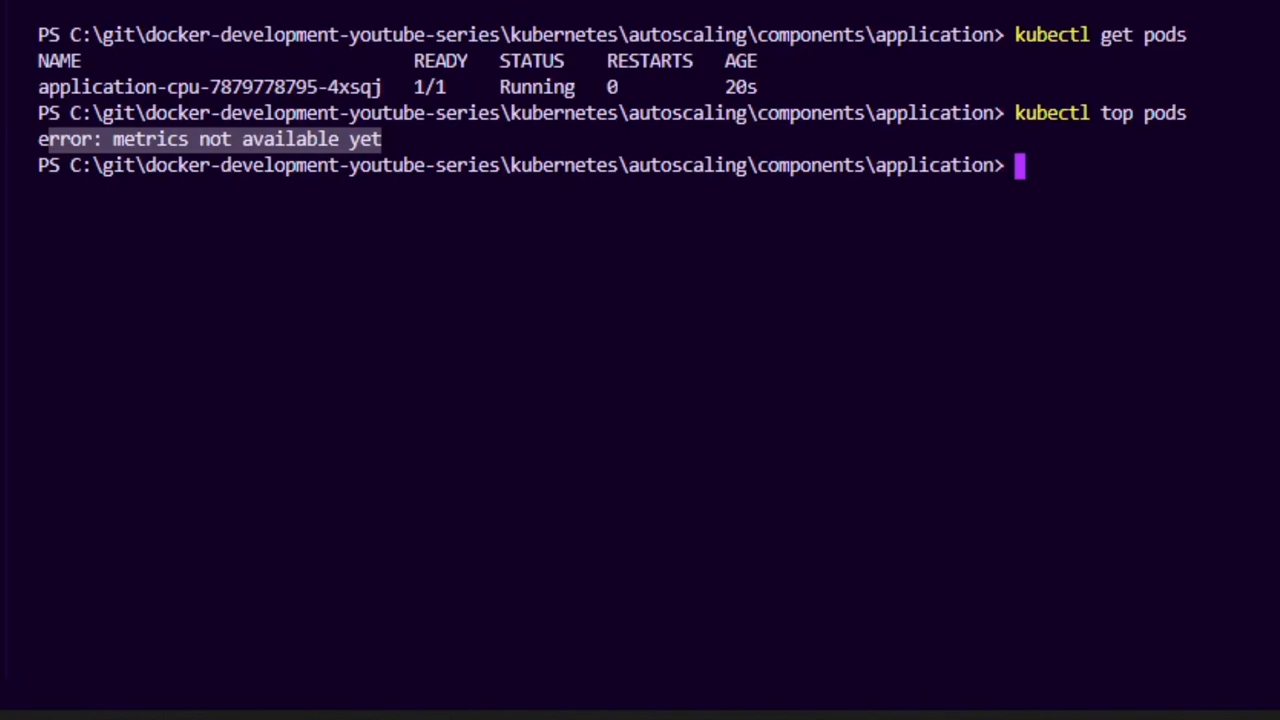 PS C:\git\docker-development-youtube-series\kubernetes\autoscaling\components\application> kubectl get pods
NAME READY STATUS RESTARTS AGE
application-cpu-7879778795-4xsqj 1/1 Running 0 20s
PS C:\git\docker-development-youtube-series\kubernetes\autoscaling\components\application> kubectl top pods
error: metrics not available yet
PS C:\git\docker-development-youtube-series\kubernetes\autoscaling\components\application>